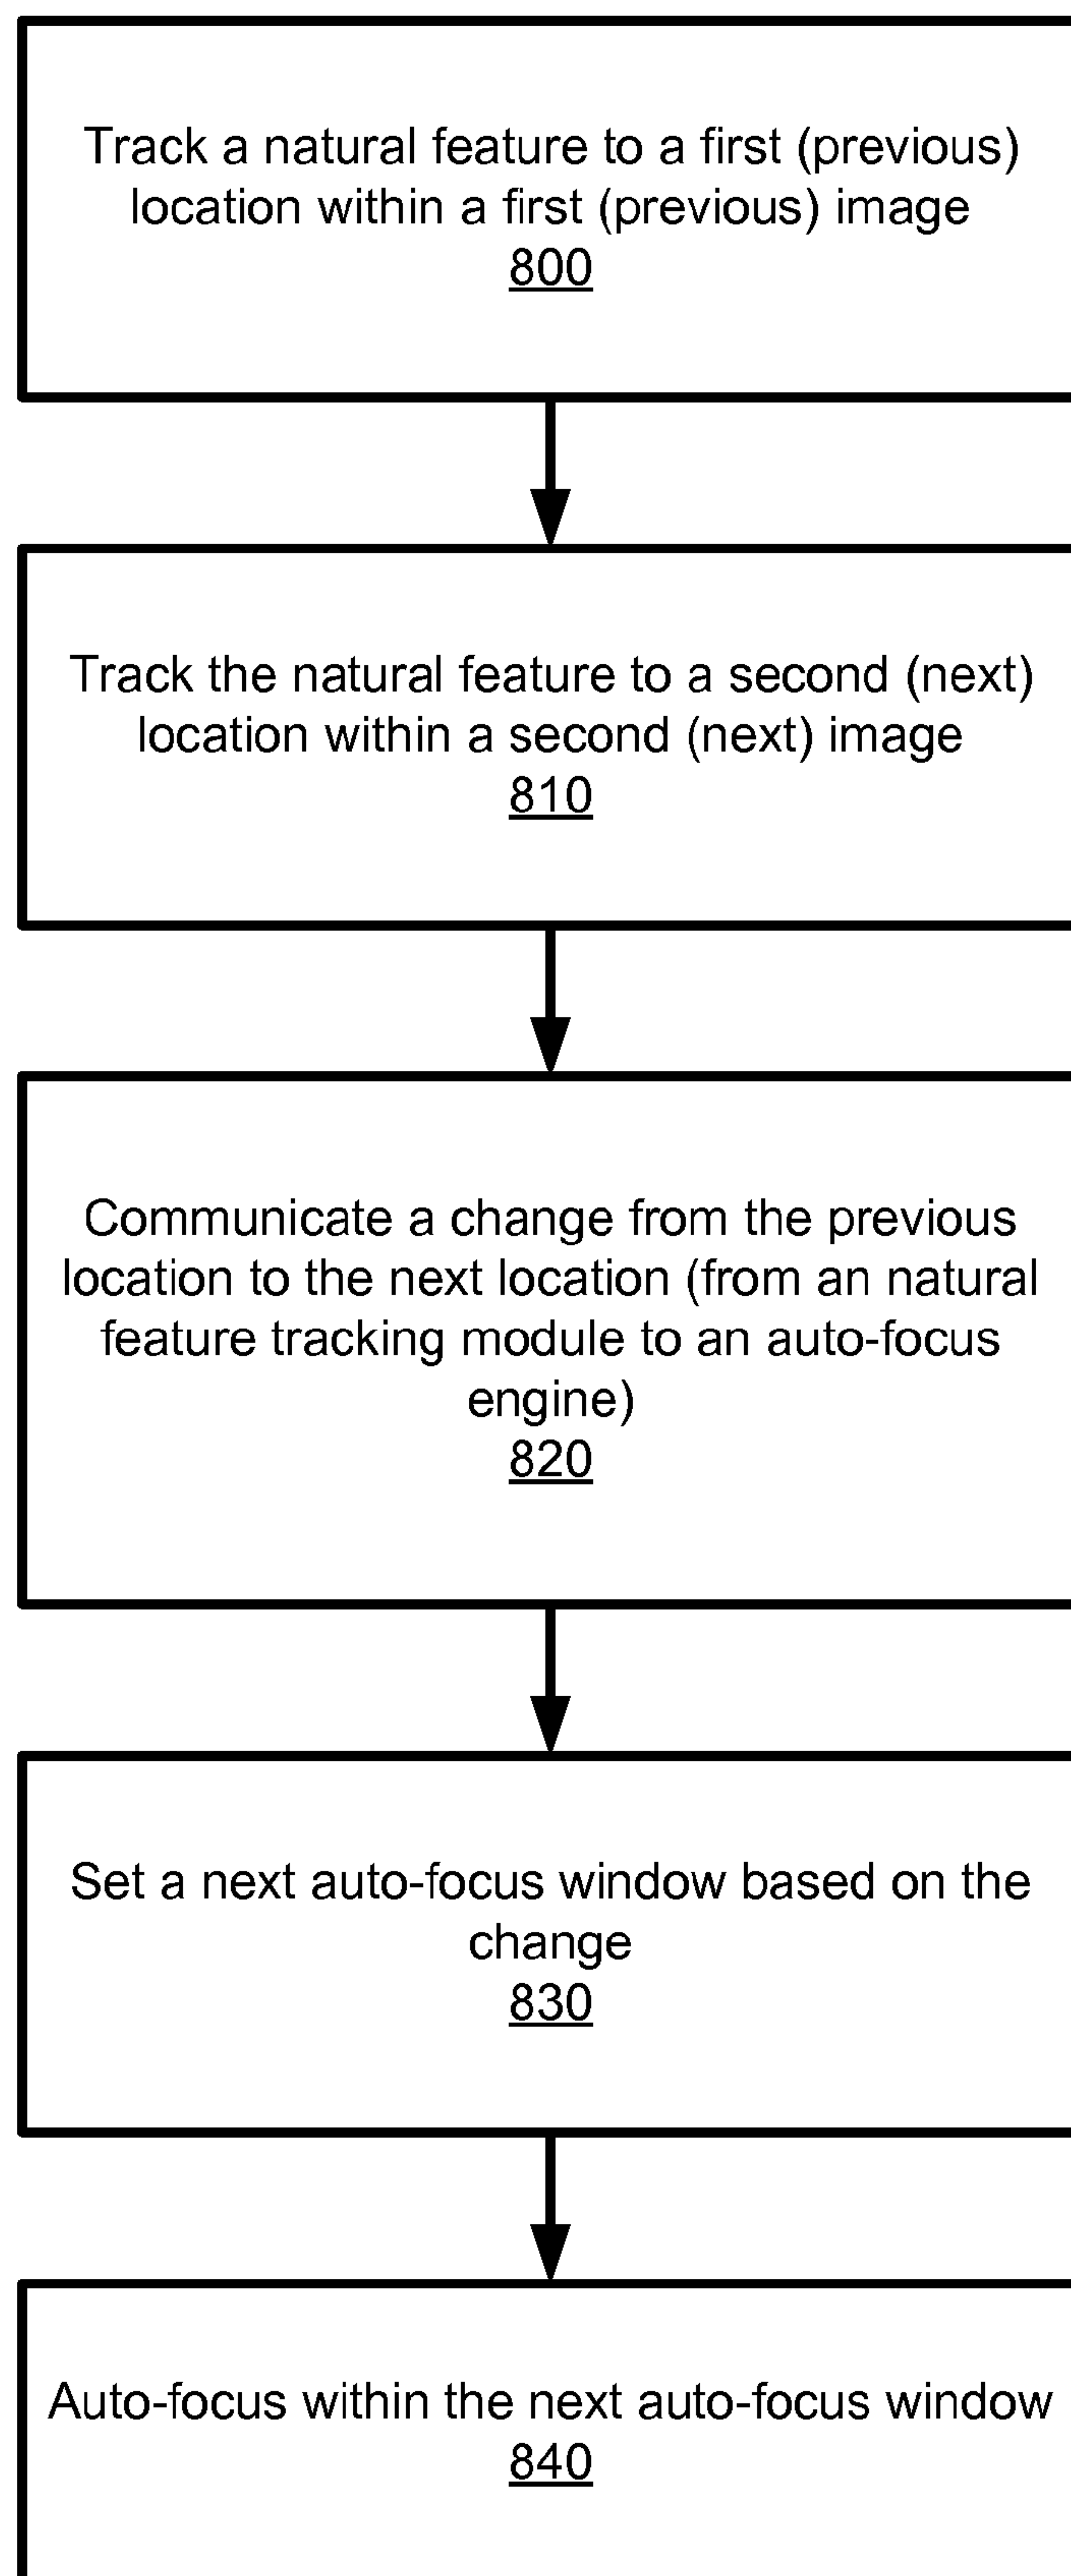 Track a natural feature to a first (previous)
location within a first (previous) image
800
Track the natural feature to a second (next)
location within a second (next) image
810
Communicate a change from the previous
location to the next location (from an natural
feature tracking module to an auto-focus
engine)
820
Set a next auto-focus window based on the
change
830
Auto-focus within the next auto-focus window
840